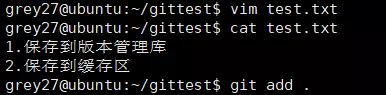 grey27@ubuntu:~/gittest$ vim test.txt
grey27@ubuntu:~/gittest$ cat test.txt
1.保存到版本管理库
2.保存到缓存区
grey27@ubuntu:~/gittest$ git add .